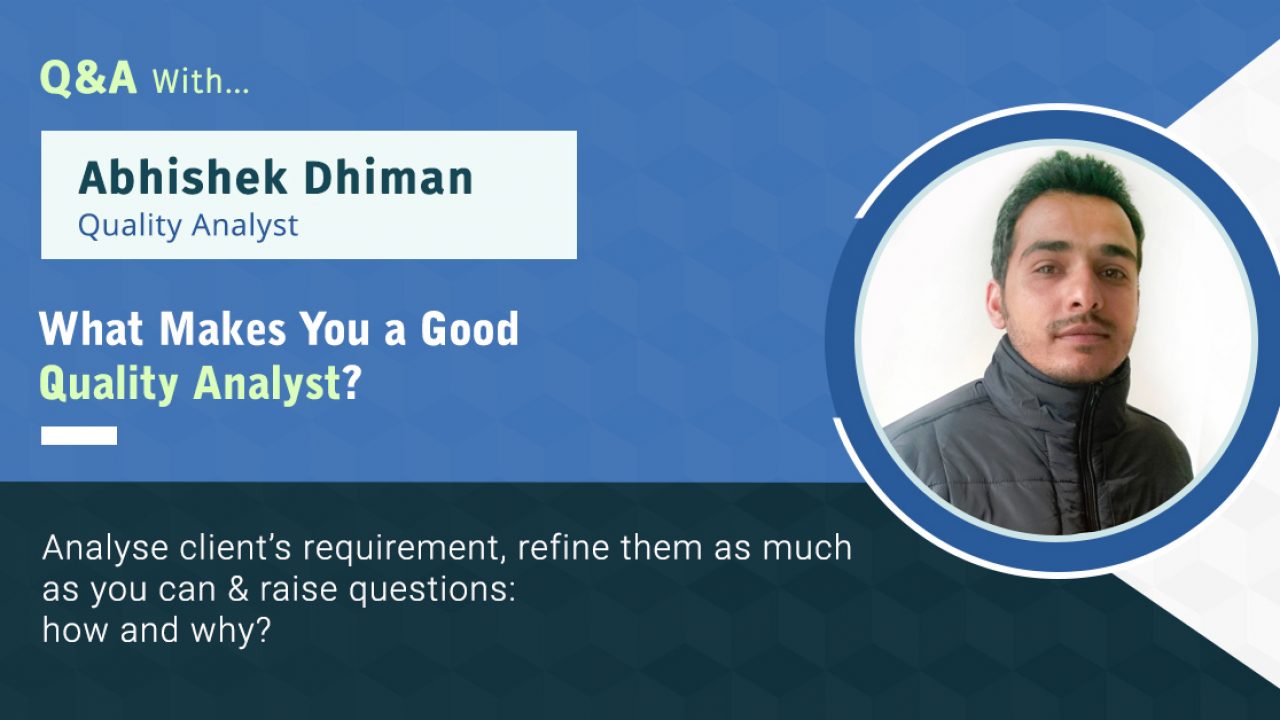 Q&A With...
Abhishek Dhiman
Quality Analyst
What Makes You a Good
Quality Analyst?
Analyse client’s requirement, refine them as much
as you can & raise questions:
how and why?